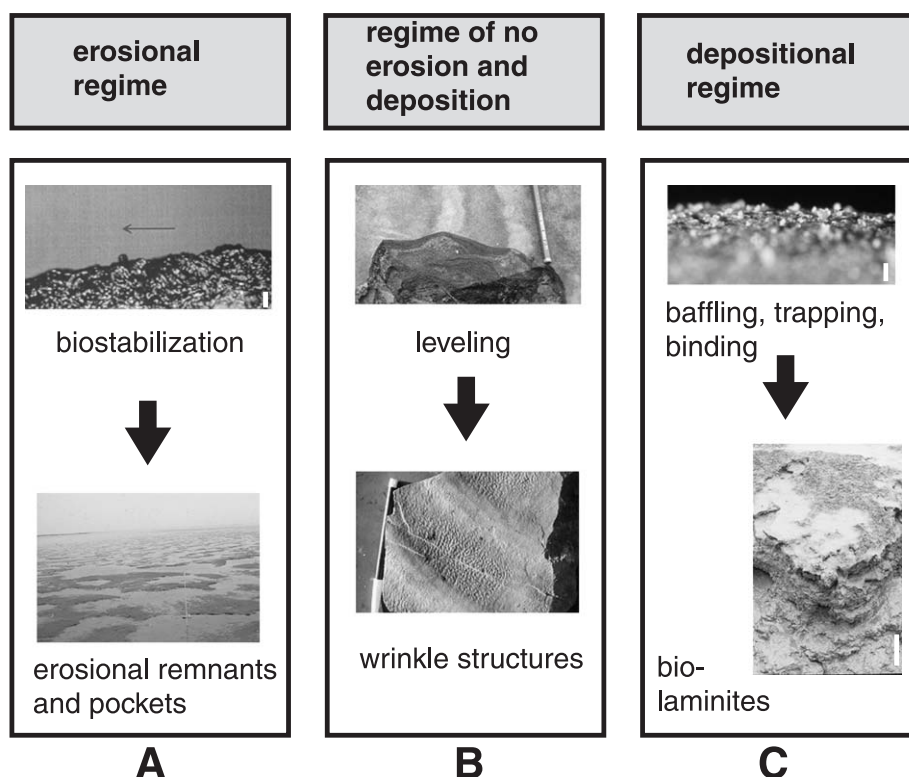 erosional
regime
regime of no
erosion and
deposition
depositional
regime
biostabilization
erosional remnants
and pockets
A
leveling
wrinkle structures
B
baffling, trapping,
binding
bio-
laminites
C